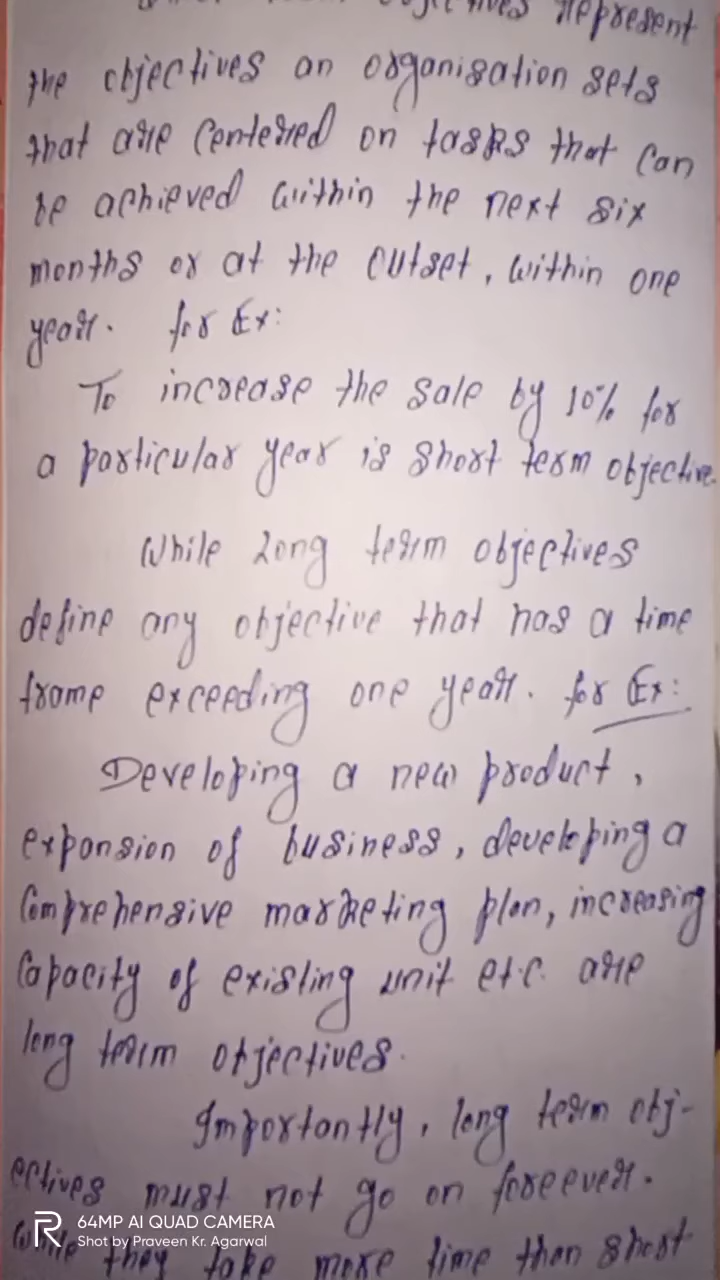 objectives represent
the objectives an organisation sets
that are centered on tasks that can
be achieved within the next six
months or at the outset, within one
year. for Ex:
To increase the sale by 10% for
a particular year is short term objective.
While Long term objectives
define any objective that has a time
frame exceeding one year. for Ex:
Developing a new product,
expansion of business, developing a
Comprehensive marketing plan, increasing
Capacity of existing unit etc. are
long term objectives.
Importantly, long term obj-
ectives must not go on foreever.
While they take more time than short
64MP AI QUAD CAMERA
Shot by Praveen Kr. Agarwal